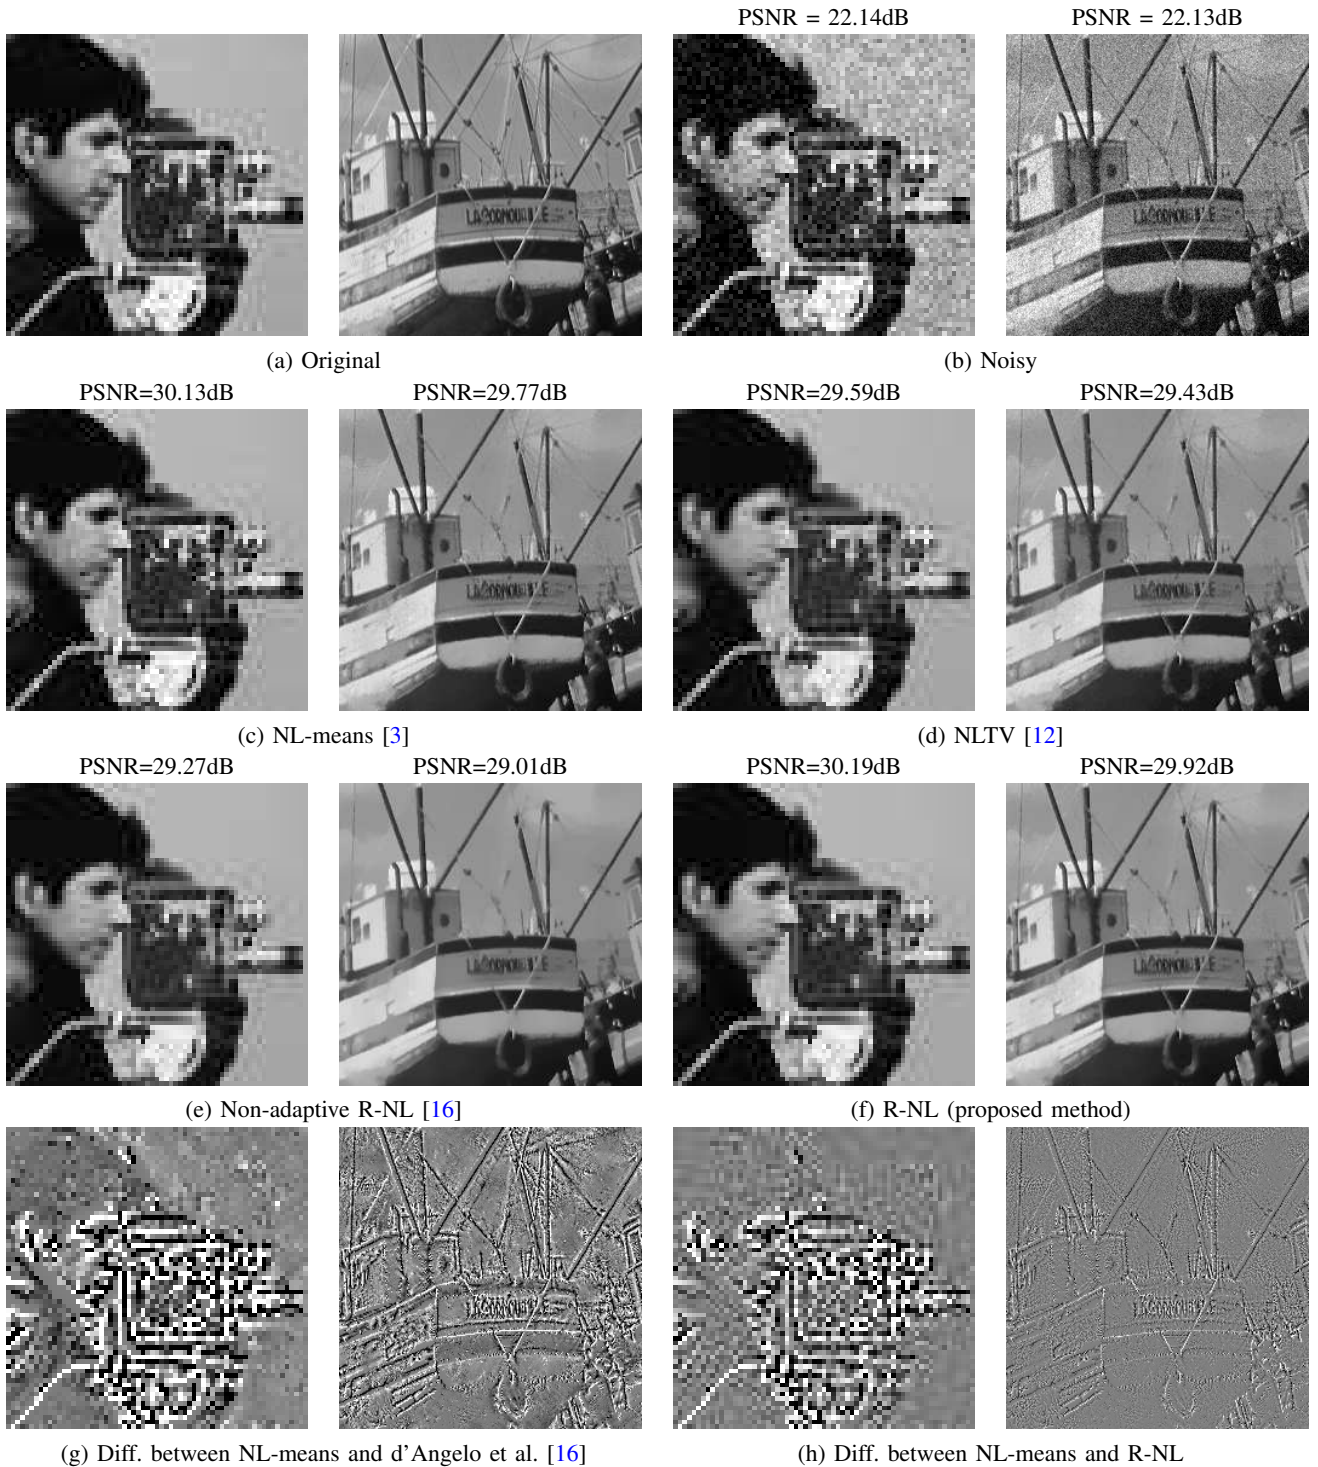 PSNR = 22.14dB PSNR = 22.13dB
(a) Original (b) Noisy
PSNR=30.13dB PSNR=29.77dB PSNR=29.59dB PSNR=29.43dB
(c) NL-means [3] (d) NLTV [12]
PSNR=29.27dB PSNR=29.01dB PSNR=30.19dB PSNR=29.92dB
(e) Non-adaptive R-NL [16] (f) R-NL (proposed method)
(g) Diff. between NL-means and d'Angelo et al. [16] (h) Diff. between NL-means and R-NL